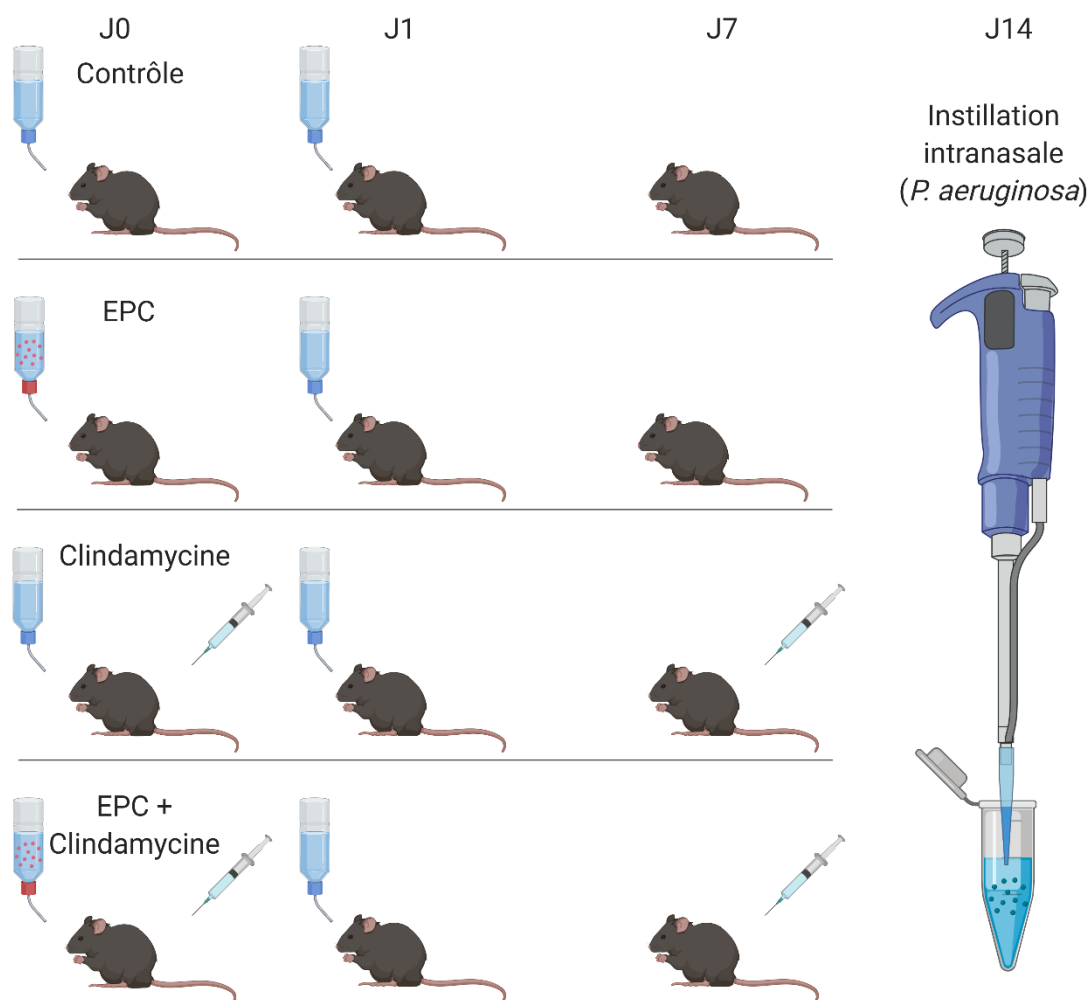 J0
J1
J7
J14
Contrôle
Instillation
intranasale
(P. aeruginosa)
EPC
Clindamycine
EPC +
Clindamycine